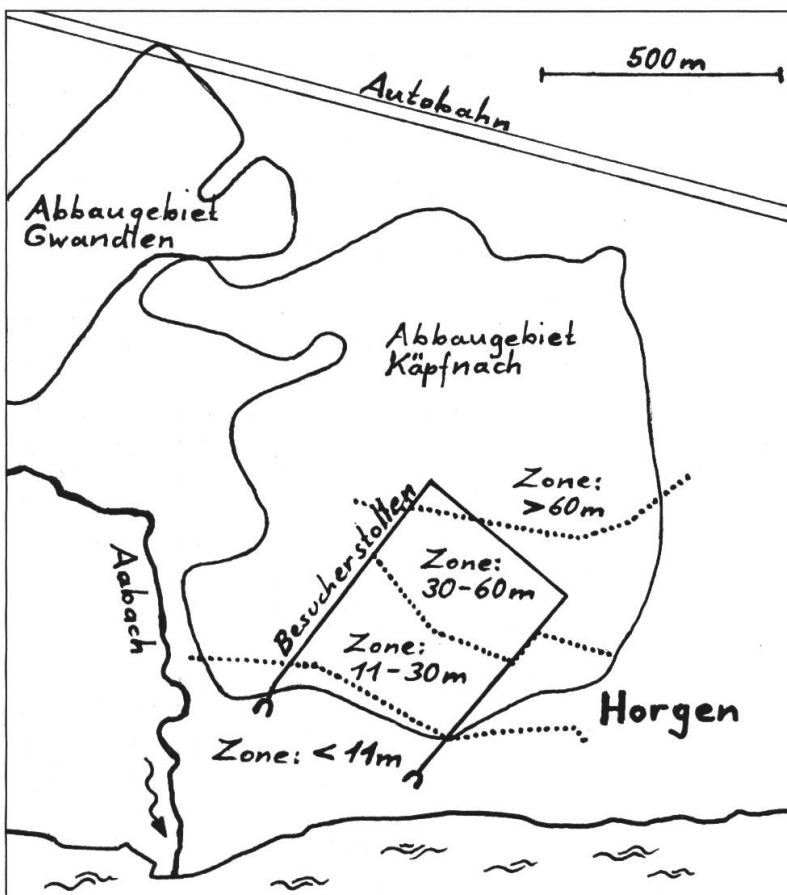 500m
Autobahn
Abbaugebiet
Gwandlen
Abbaugebiet
Käpfnach
Zone:
>60m
Besucherstollen
Zone:
30-60m
Aabach
Zone:
11-30m
Horgen
Zone: <11m